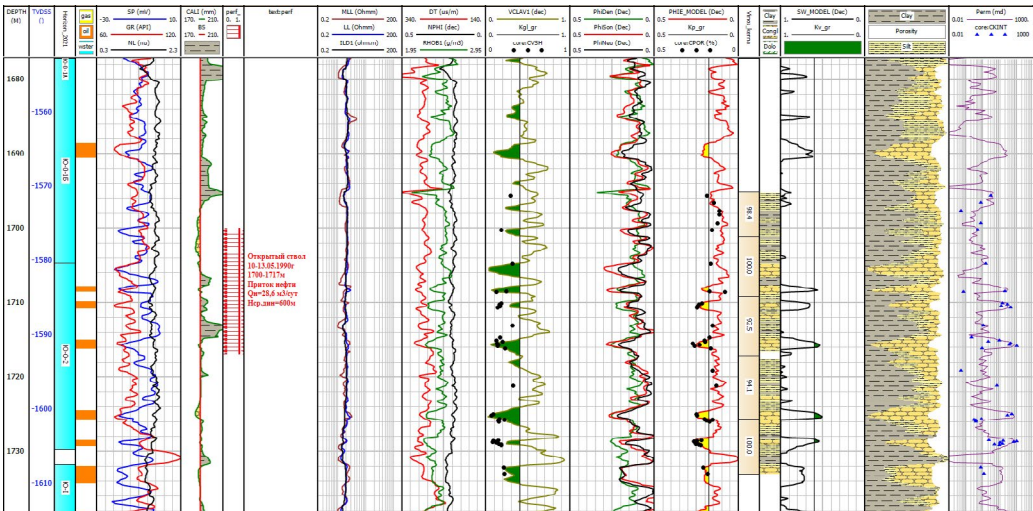 DEPTH (M)
TVDSS ()
Horizon_2021
gas
oil
water
SP (mV)
-30. 10.
GR (API)
60. 120.
NL (nu)
0.3 2.3
CALI (mm)
170. 210.
BS
170. 210.
perf_
0. 1.
text:perf
MLL (Ohmm)
0.2 200.
LL (Ohmm)
0.2 200.
ILD1 (ohmm)
0.2 200.
DT (us/m)
340. 140.
NPHI (dec)
RHOB1 (g/m3)
1.95 2.95
VCLAV1 (Dec)
0. 1.
Kgl_gr
0. 1.
core:CVSH
0 1
PhiDen (Dec)
0.5 0.
PhiSon (Dec)
0.5 0.
PhiNeu (Dec)
0.5 0.
PHIE_MODEL (Dec)
0.5 0.
Kp_gr
0.5 0.
core:CPOR (%)
Clay
Congl
Dolo
SW_MODEL (Dec)
1. 0.
Kv_gr
1. 0.
Clay
Porosity
Silt
Perm (md)
0.01 1000
core:CKINT
0.01 1000
1680
-1560
1690
Ю-0-1б
-1570
1700
98.4
-1580
Открытый ствол
10-13.05.1990г
1700-1717м
Приток нефти
Qн=28,6 м3/сут
Нср.дин=600м
100.0
1710
92.5
-1590
Ю-0-2
1720
94.1
-1600
1730
100.0
-1610
Ю-1